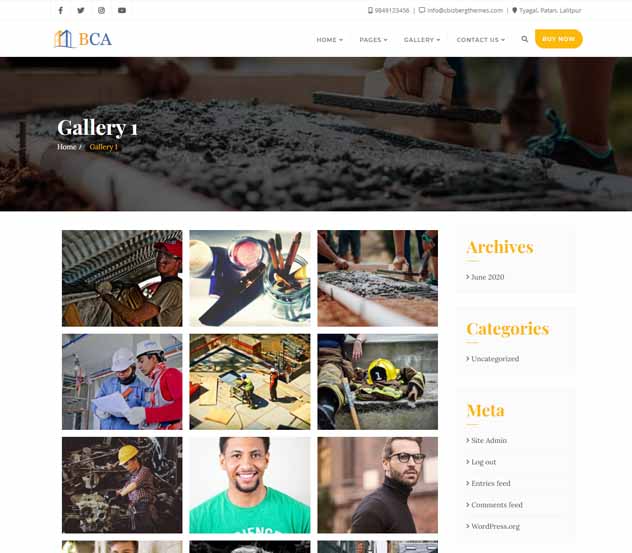 9849123456 | info@cbizbergthemes.com | Tyagal, Patan, Lalitpur
BCA
HOME PAGES GALLERY CONTACT US BUY NOW
Gallery 1
Home / Gallery 1
Archives
June 2020
Categories
Uncategorized
Meta
Site Admin
Log out
Entries feed
Comments feed
WordPress.org